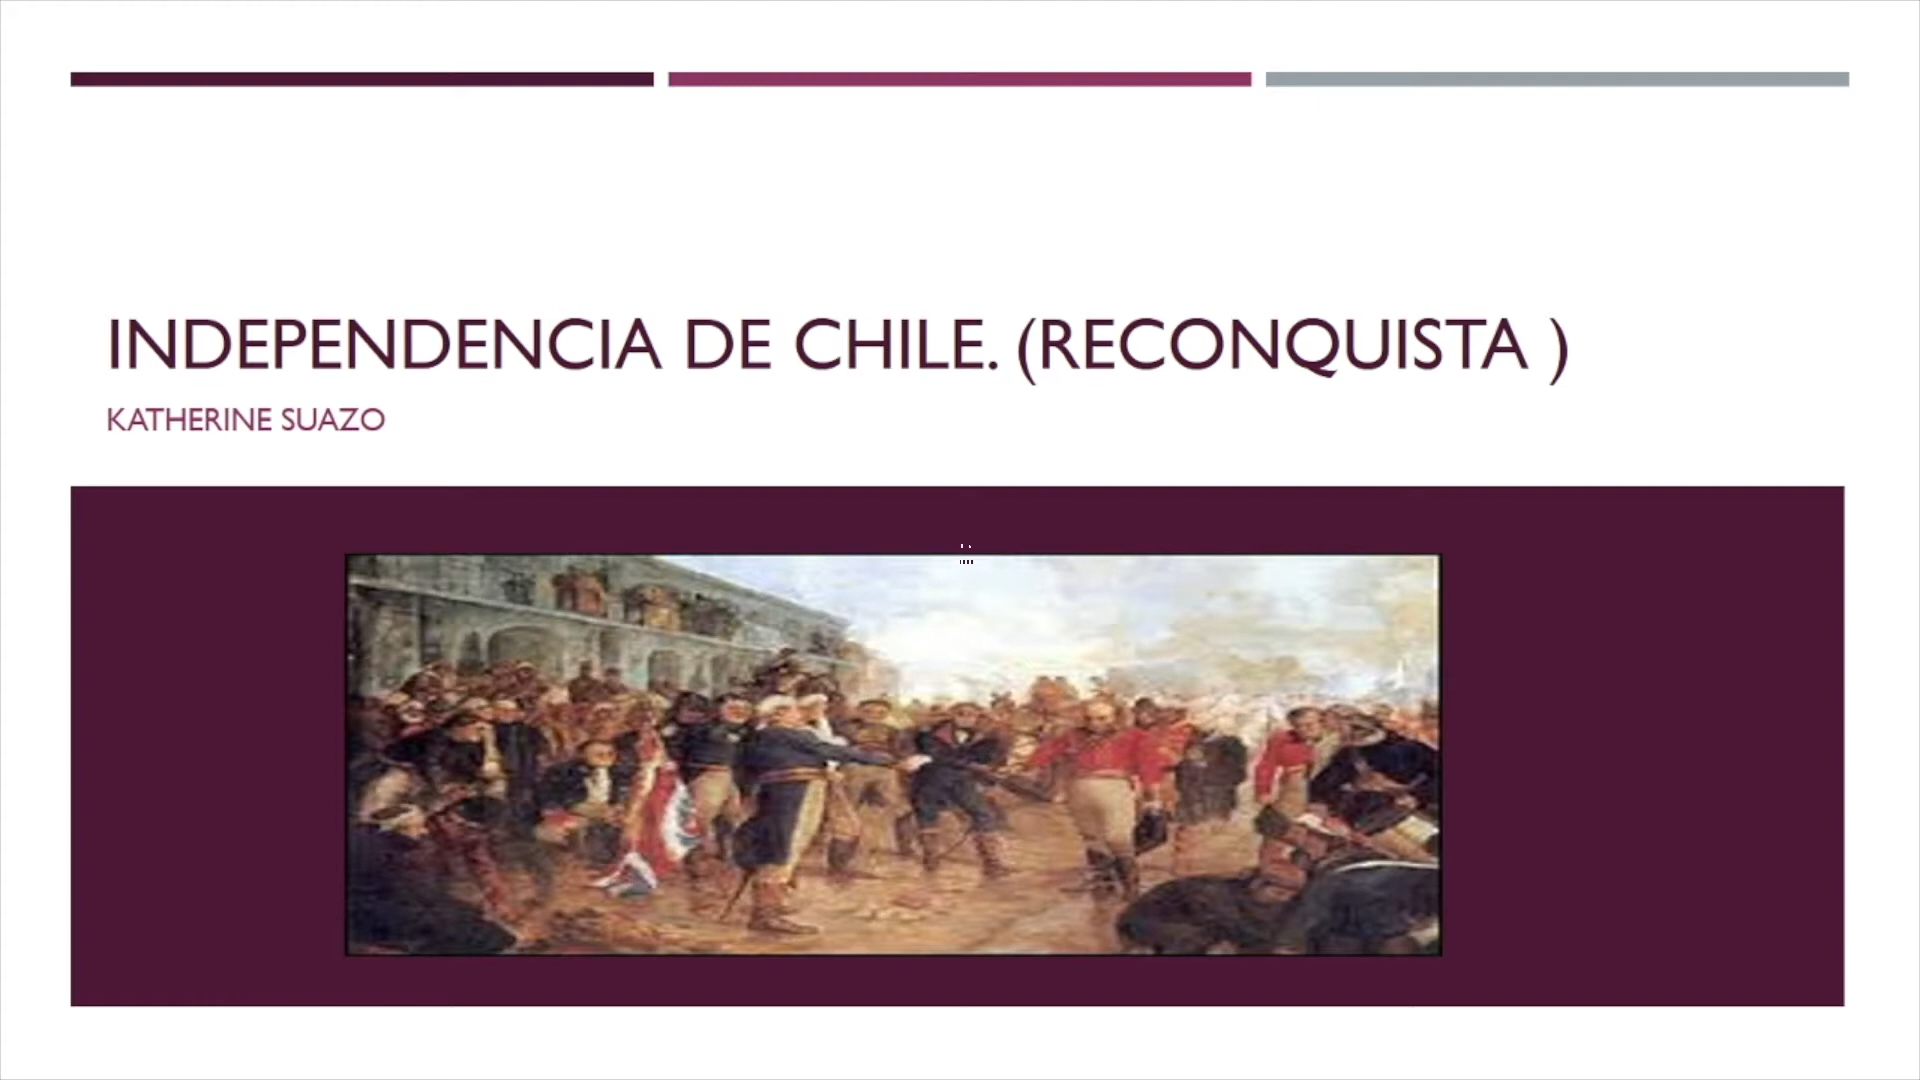 INDEPENDENCIA DE CHILE. (RECONQUISTA )
KATHERINE SUAZO